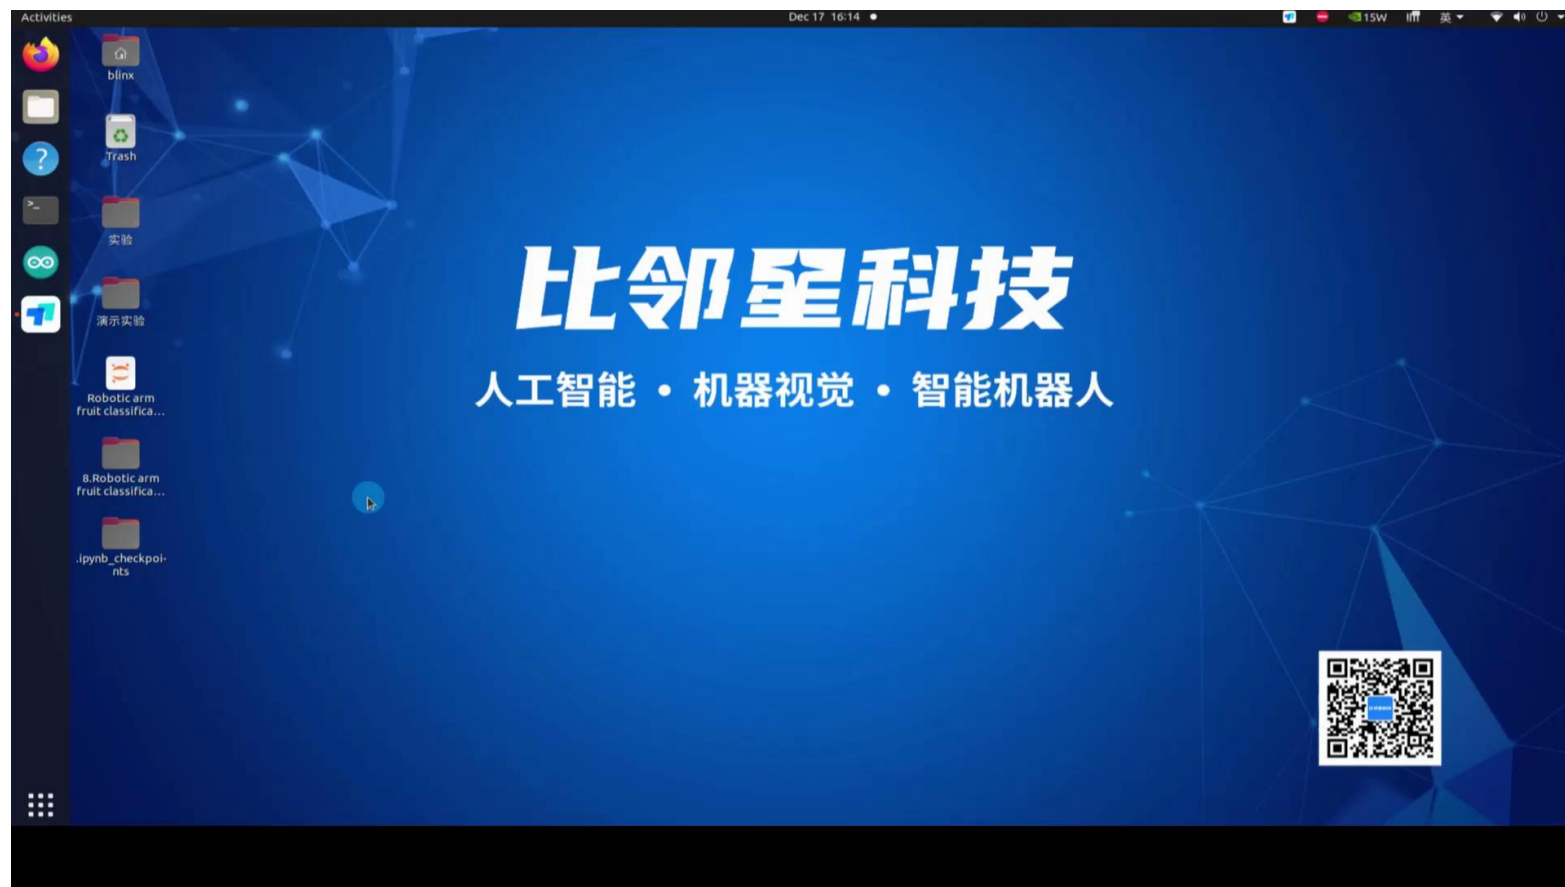 Activities
Dec 17 16:14
15W
英
blinx
Trash
实验
演示实验
Robotic arm
fruit classifica...
8.Robotic arm
fruit classifica...
.ipynb_checkpoi-
nts
比邻星科技
人工智能 • 机器视觉 • 智能机器人